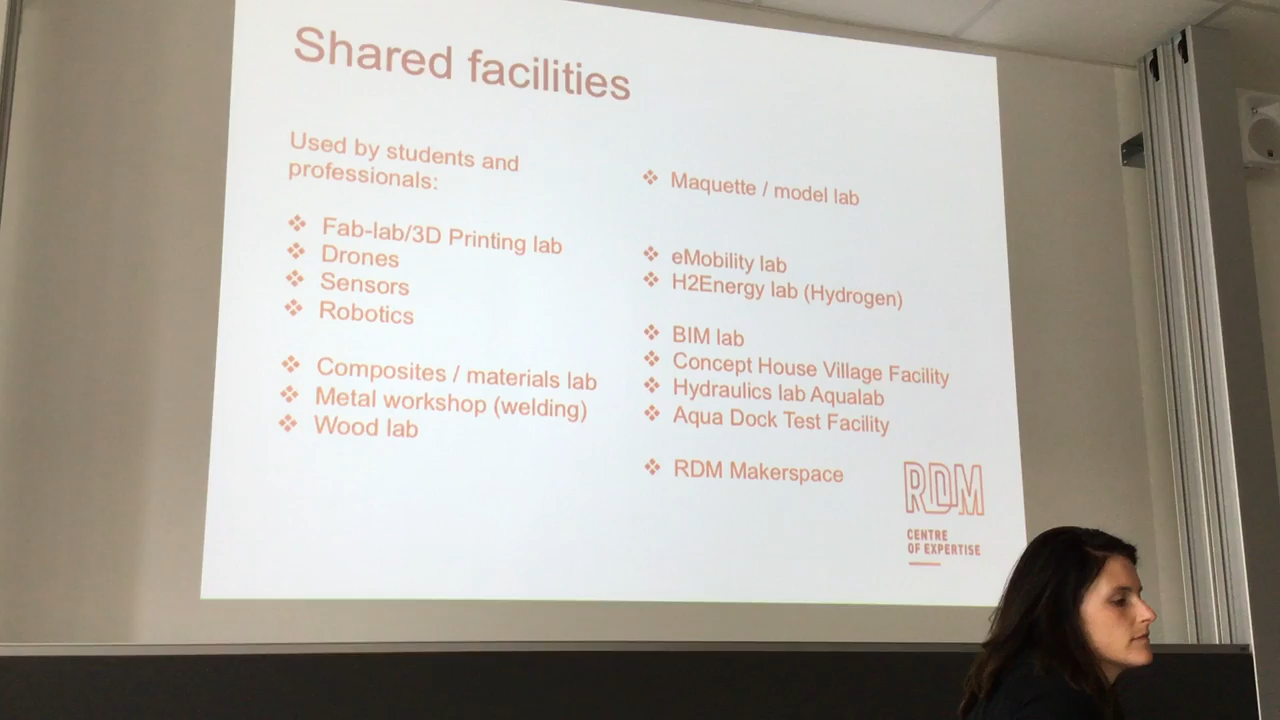 Shared facilities
Used by students and
professionals:
❖ Fab-lab/3D Printing lab
❖ Drones
❖ Sensors
❖ Robotics
❖ Composites / materials lab
❖ Metal workshop (welding)
❖ Wood lab
❖ Maquette / model lab
❖ eMobility lab
❖ H2Energy lab (Hydrogen)
❖ BIM lab
❖ Concept House Village Facility
❖ Hydraulics lab Aqualab
❖ Aqua Dock Test Facility
❖ RDM Makerspace
RDM
CENTRE
OF EXPERTISE